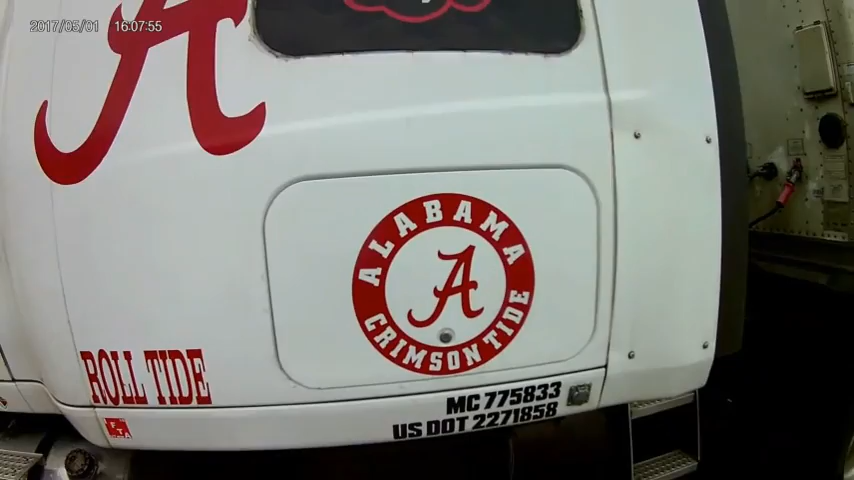 2017/05/01 16:07:55
A
ALABAMA
A
CRIMSON TIDE
ROLL TIDE
MC 775833
US DOT 2271858